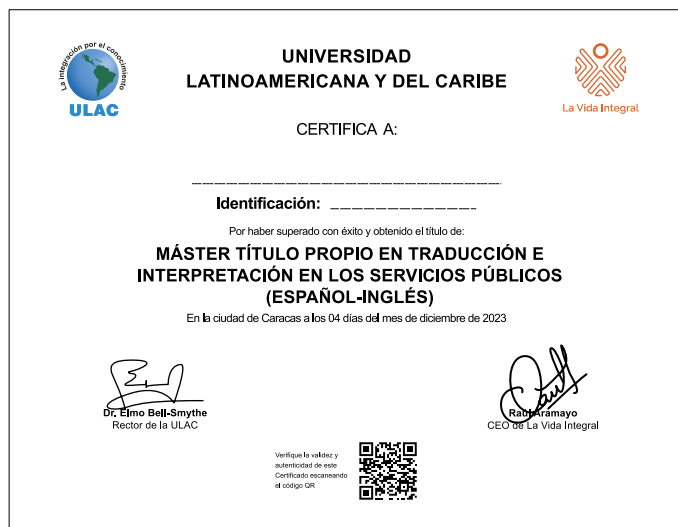 La integración por el conocimiento
ULAC
UNIVERSIDAD
LATINOAMERICANA Y DEL CARIBE
La Vida Integral
CERTIFICA A:
Identificación:
Por haber superado con éxito y obtenido el título de:
MÁSTER TÍTULO PROPIO EN TRADUCCIÓN E
INTERPRETACIÓN EN LOS SERVICIOS PÚBLICOS
(ESPAÑOL-INGLÉS)
En la ciudad de Caracas a los 04 días del mes de diciembre de 2023
Dr. Elmo Bell-Smythe
Rector de la ULAC
Raúl Aramayo
CEO de La Vida Integral
Verifique la validez y
autenticidad de este
Certificado escaneando
el código QR